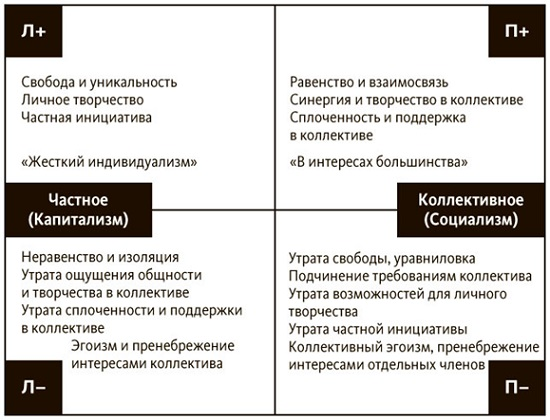 Л+
П+
Свобода и уникальность
Личное творчество
Частная инициатива
«Жесткий индивидуализм»
Равенство и взаимосвязь
Синергия и творчество в коллективе
Сплоченность и поддержка
в коллективе
«В интересах большинства»
Частное
(Капитализм)
Коллективное
(Социализм)
Неравенство и изоляция
Утрата ощущения общности
и творчества в коллективе
Утрата сплоченности и поддержки
в коллективе
Эгоизм и пренебрежение
интересами коллектива
Утрата свободы, уравниловка
Подчинение требованиям коллектива
Утрата возможностей для личного
творчества
Утрата частной инициативы
Коллективный эгоизм, пренебрежение
интересами отдельных членов
Л–
П–